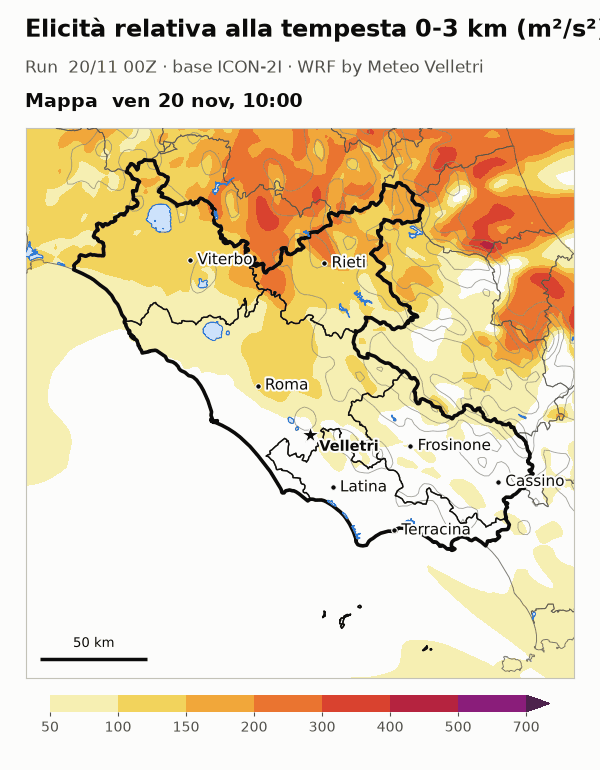 Elicità relativa alla tempesta 0-3 km (m²/s²)
Run  20/11 00Z · base ICON-2I · WRF by Meteo Velletri
Mappa  ven 20 nov, 10:00
Viterbo
Rieti
Roma
Velletri
Frosinone
Cassino
Latina
Terracina
50 km
50 100 150 200 300 400 500 700